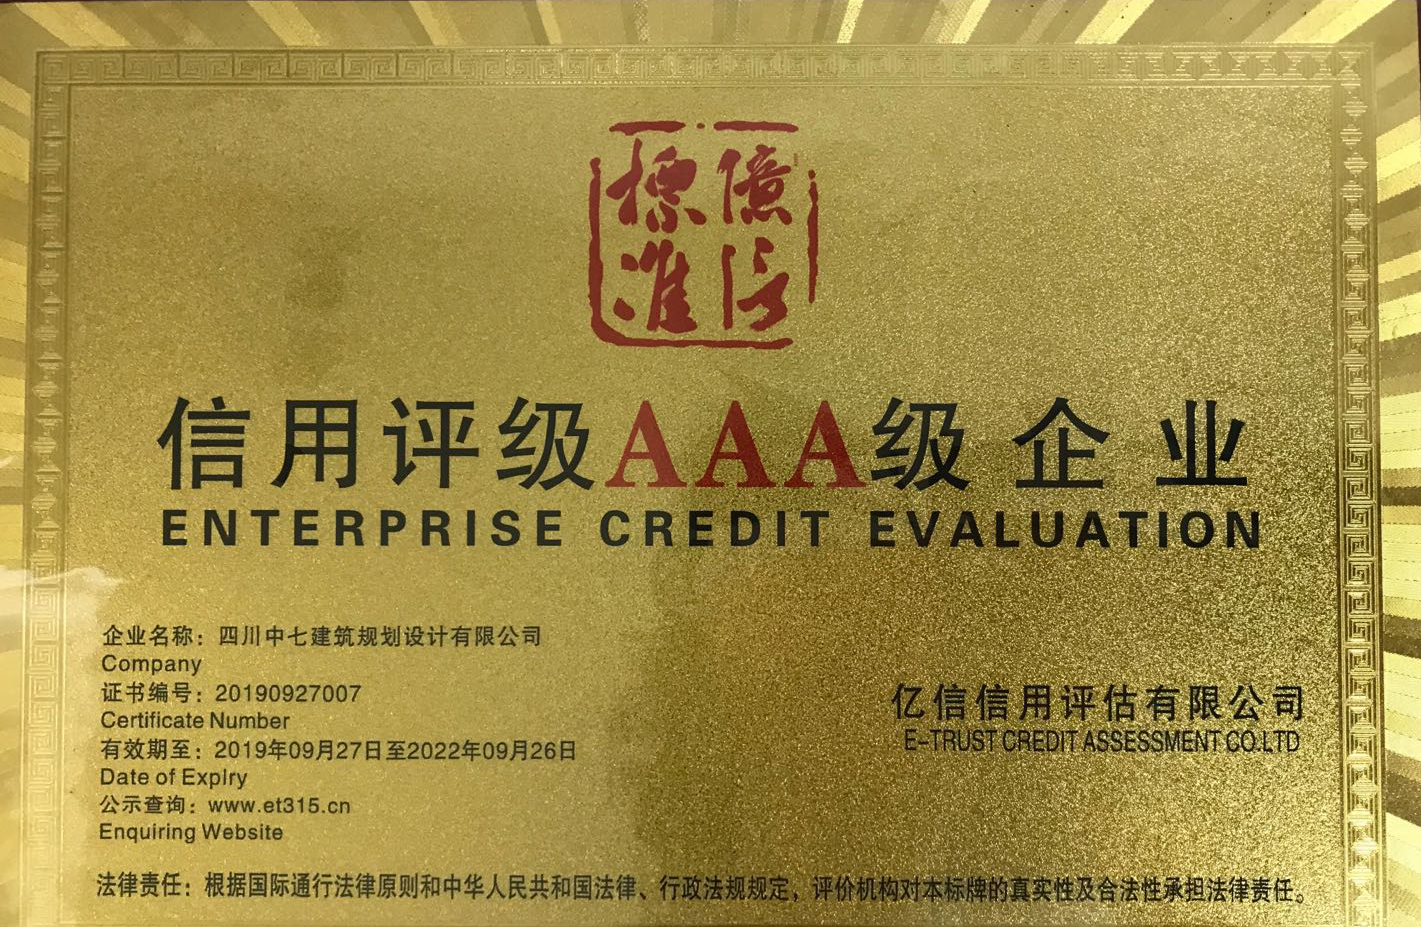 億信
標準
信用评级AAA级企业
ENTERPRISE CREDIT EVALUATION
企业名称：四川中七建筑规划设计有限公司
Company
证书编号：20190927007
Certificate Number
有效期至：2019年09月27日至2022年09月26日
Date of ExpIry
公示查询：www.et315.cn
Enquiring Website
亿信信用评估有限公司
E-TRUST CREDIT ASSESSMENT CO.LTD
法律责任：根据国际通行法律原则和中华人民共和国法律、行政法规规定，评价机构对本标牌的真实性及合法性承担法律责任。